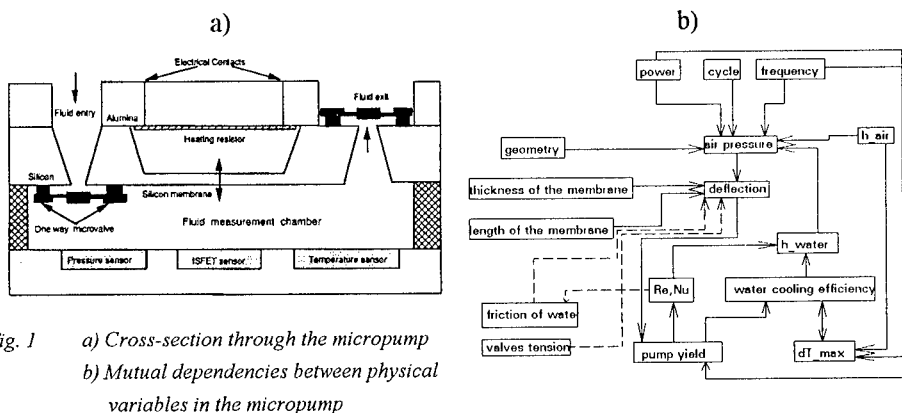 a)
Electrical Contacts
Fluid entry
Alumina
Fluid exit
Heating resistor
Silicon
Silicon membrane
One way microvalve
Fluid measurement chamber
Pressure sensor
ISFET sensor
Temperature sensor
b)
power
cycle
frequency
h_air
air pressure
geometry
thickness of the membrane
deflection
length of the membrane
h_water
Re,Nu
water cooling efficiency
friction of wate
valves tension
pump yield
dT_max
ig. 1 a) Cross-section through the micropump
b) Mutual dependencies between physical
variables in the micropump